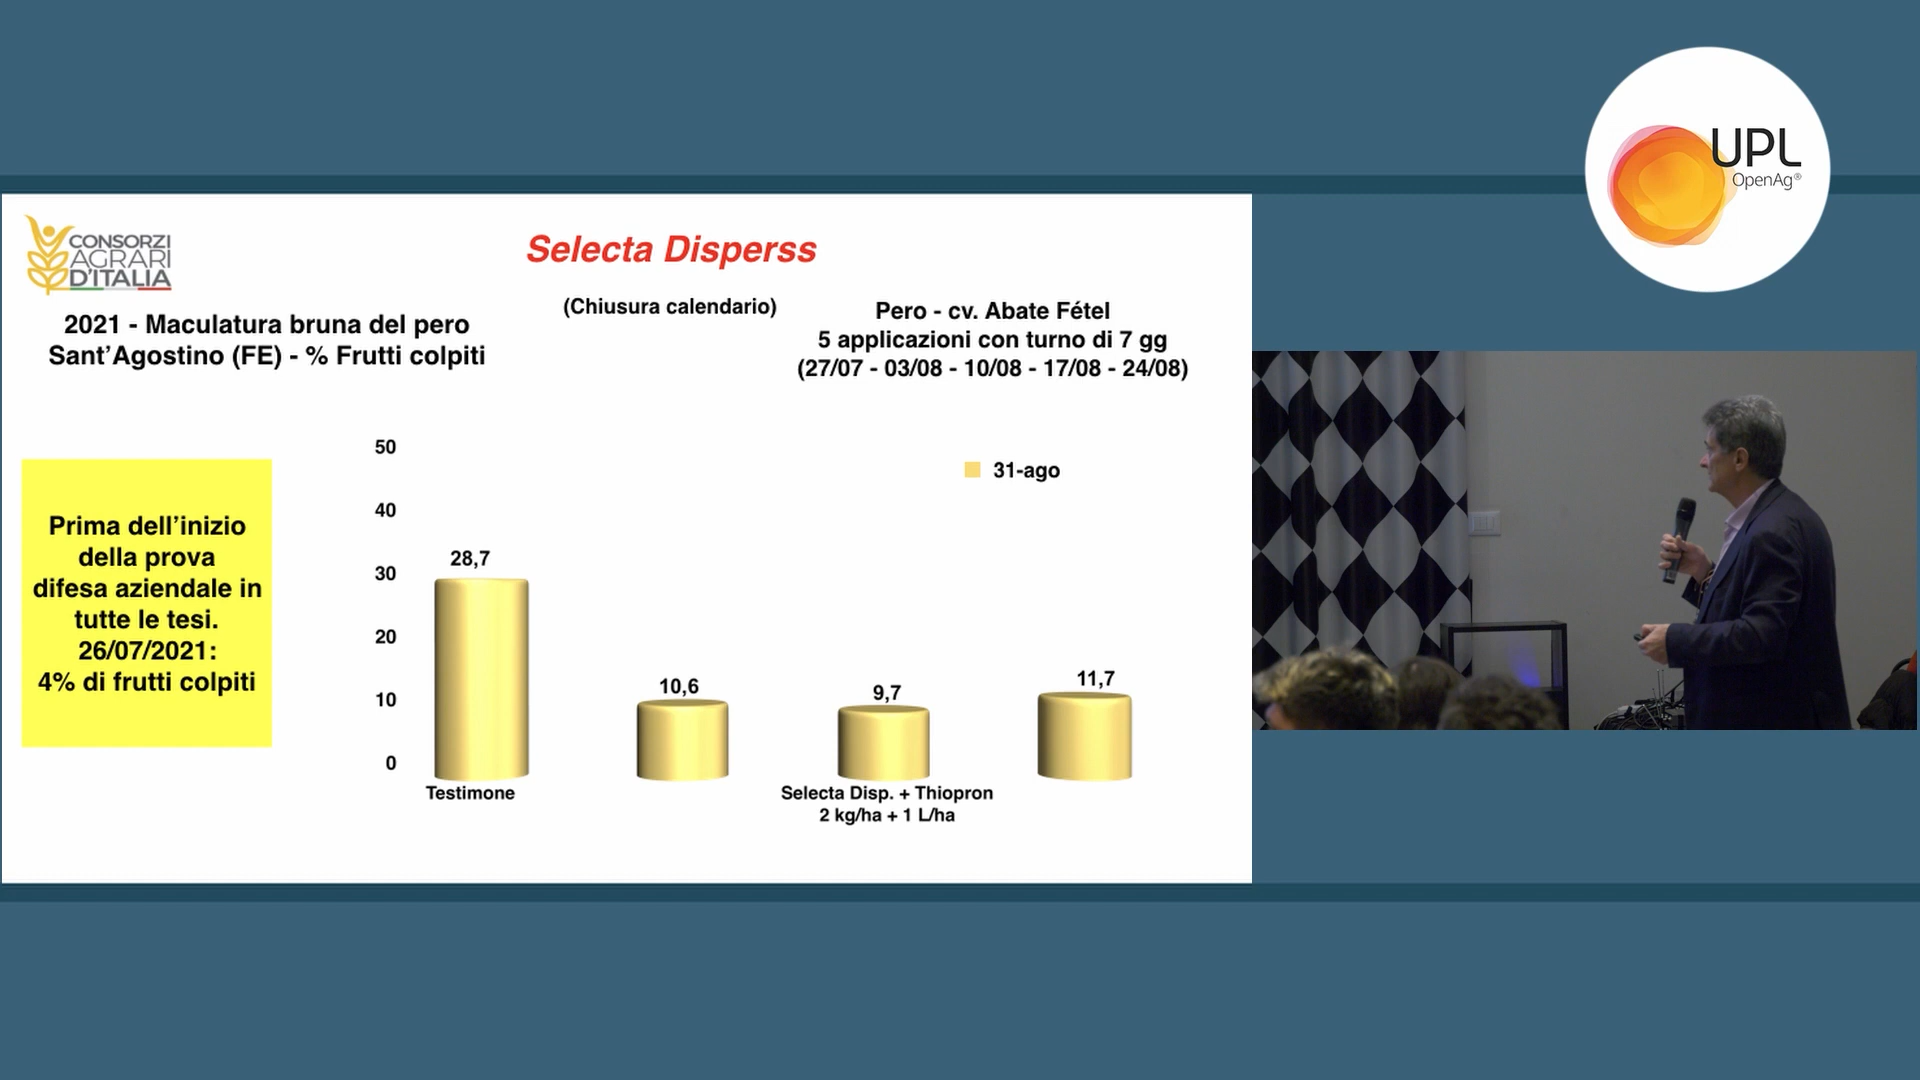 UPL
OpenAg®
CONSORZI
AGRARI
D'ITALIA
Selecta Disperss
(Chiusura calendario)
2021 - Maculatura bruna del pero
Sant'Agostino (FE) - % Frutti colpiti
Pero - cv. Abate Fétel
5 applicazioni con turno di 7 gg
(27/07 - 03/08 - 10/08 - 17/08 - 24/08)
Prima dell'inizio
della prova
difesa aziendale in
tutte le tesi.
26/07/2021:
4% di frutti colpiti
50
40
30
20
10
0
31-ago
28,7
10,6
9,7
11,7
Testimone
Selecta Disp. + Thiopron
2 kg/ha + 1 L/ha